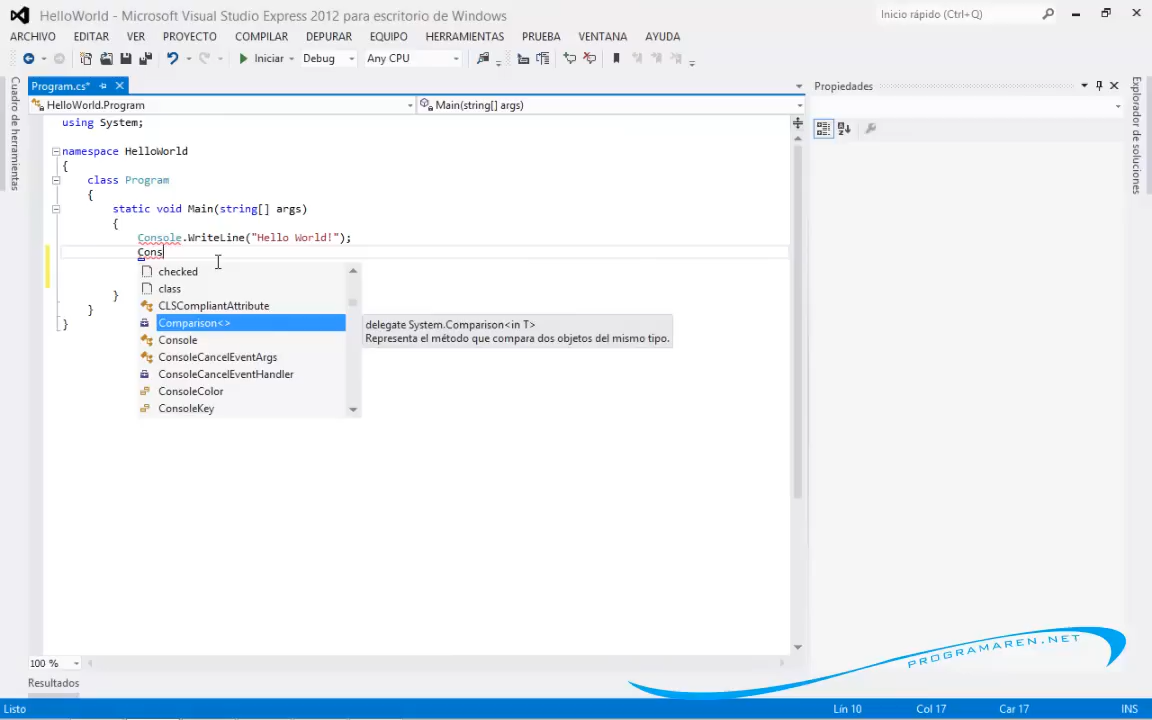 HelloWorld - Microsoft Visual Studio Express 2012 para escritorio de Windows
Inicio rápido (Ctrl+Q)
ARCHIVO EDITAR VER PROYECTO COMPILAR DEPURAR EQUIPO HERRAMIENTAS PRUEBA VENTANA AYUDA
Iniciar Debug Any CPU
Cuadro de herramientas
Program.cs*
HelloWorld.Program
Main(string[] args)
using System;
namespace HelloWorld
{
class Program
{
static void Main(string[] args)
{
Console.WriteLine("Hello World!");
Cons
checked
class
CLSCompliantAttribute
Comparison<>
Console
ConsoleCancelEventArgs
ConsoleCancelEventHandler
ConsoleColor
ConsoleKey
delegate System.Comparison<in T>
Representa el método que compara dos objetos del mismo tipo.
}
}
}
Propiedades
Explorador de soluciones
100 %
Resultados
PROGRAMAREN.NET
Listo
Lín 10 Col 17 Car 17 INS